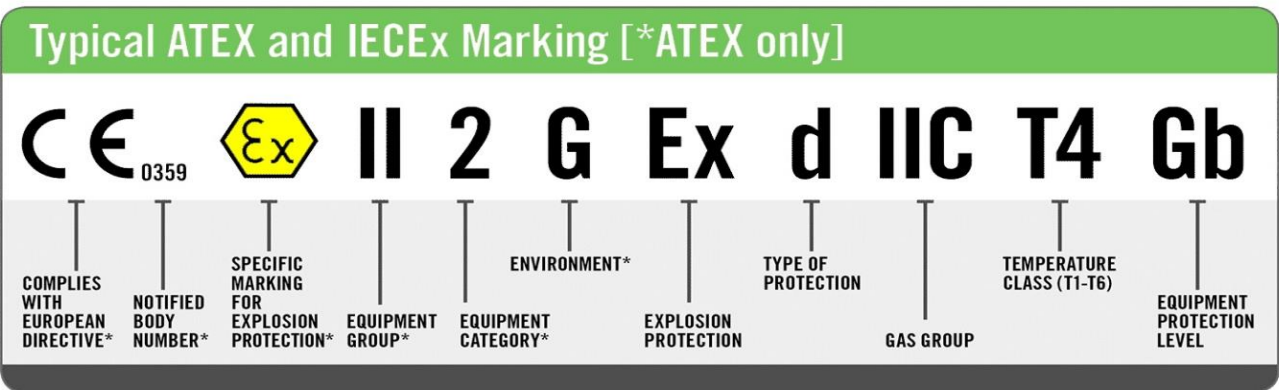 Typical ATEX and IECEx Marking [*ATEX only]
CE 0359 Ex II 2 G Ex d IIC T4 Gb
COMPLIES
WITH
EUROPEAN
DIRECTIVE*
NOTIFIED
BODY
NUMBER*
SPECIFIC
MARKING
FOR
EXPLOSION
PROTECTION*
EQUIPMENT
GROUP*
EQUIPMENT
CATEGORY*
ENVIRONMENT*
EXPLOSION
PROTECTION
TYPE OF
PROTECTION
GAS GROUP
TEMPERATURE
CLASS (T1-T6)
EQUIPMENT
PROTECTION
LEVEL